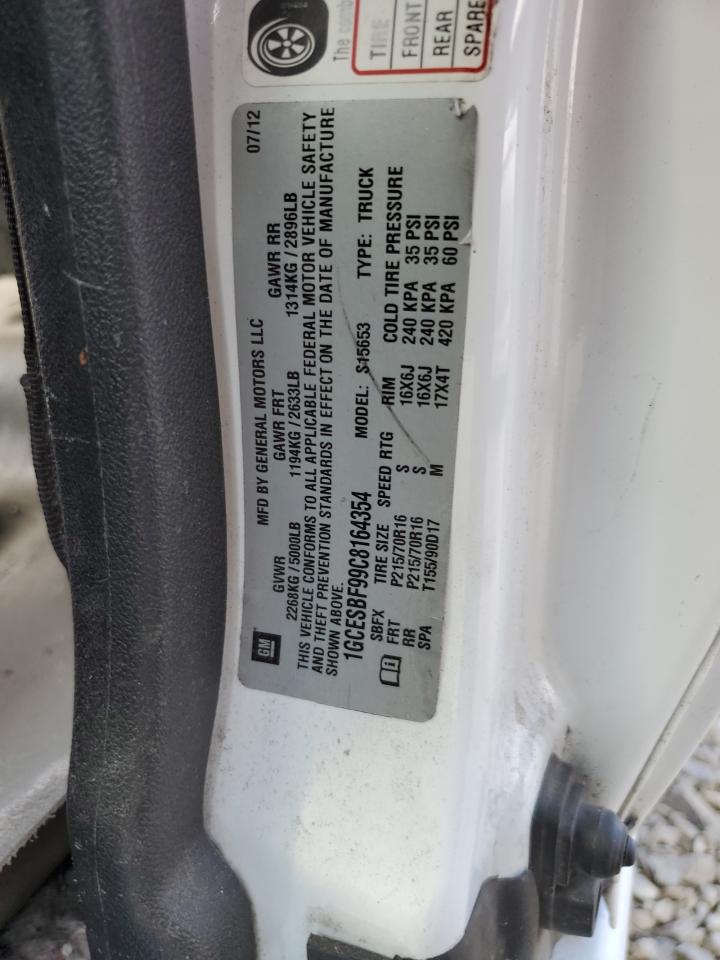 The comb
TIRE
FRONT
REAR
SPARE
GM
MFD BY GENERAL MOTORS LLC 07/12
GVWR GAWR FRT GAWR RR
2268KG / 5000LB 1194KG / 2633LB 1314KG / 2896LB
THIS VEHICLE CONFORMS TO ALL APPLICABLE FEDERAL MOTOR VEHICLE SAFETY
AND THEFT PREVENTION STANDARDS IN EFFECT ON THE DATE OF MANUFACTURE
SHOWN ABOVE.
1GCESBF99C8164354 MODEL: S15653 TYPE: TRUCK
SBFX TIRE SIZE SPEED RTG RIM COLD TIRE PRESSURE
FRT P215/70R16 S 16X6J 240 KPA 35 PSI
RR P215/70R16 S 16X6J 240 KPA 35 PSI
SPA T155/90D17 M 17X4T 420 KPA 60 PSI